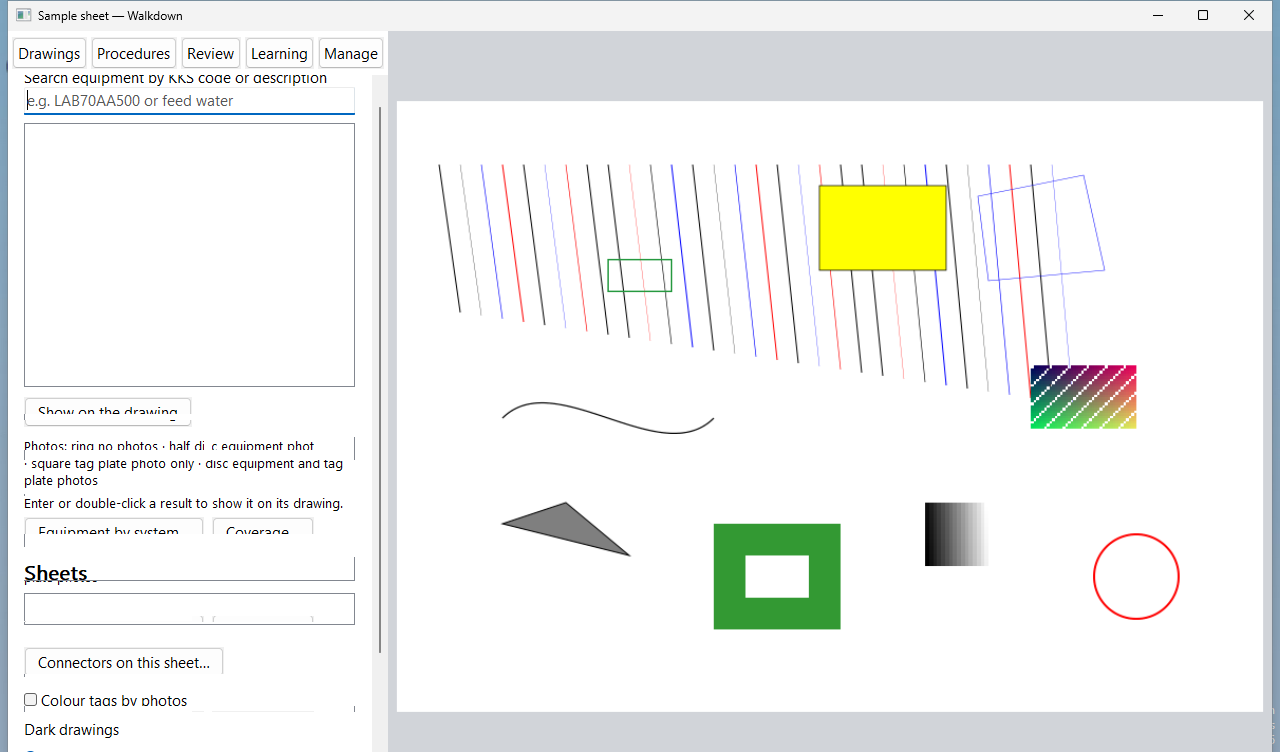 Sample sheet — Walkdown
Drawings Procedures Review Learning Manage
Search equipment by KKS code or description
e.g. LAB70AA500 or feed water
Show on the drawing
Photos: ring no photos · half di c equipment phot
· square tag plate photo only · disc equipment and tag
plate photos
Enter or double-click a result to show it on its drawing.
Equipment by system Coverage
Sheets
Connectors on this sheet...
Colour tags by photos
Dark drawings